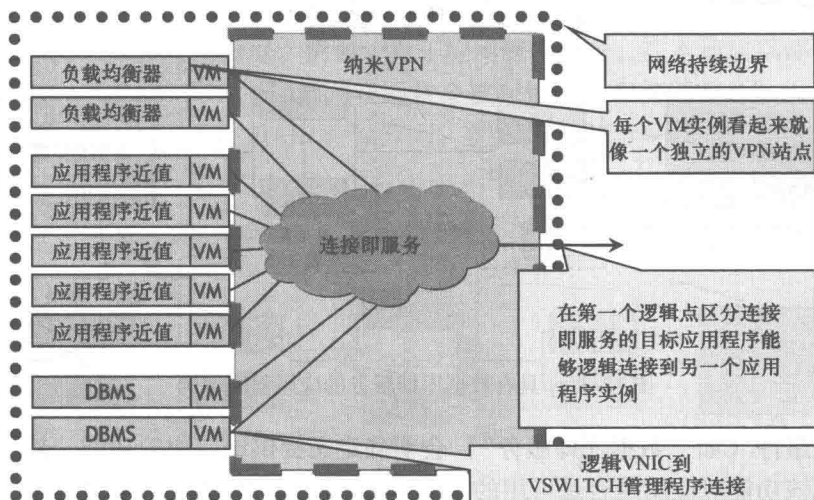 负载均衡器 VM
负载均衡器 VM
应用程序近值 VM
应用程序近值 VM
应用程序近值 VM
应用程序近值 VM
应用程序近值 VM
DBMS VM
DBMS VM
纳米VPN
连接即服务
网络持续边界
每个VM实例看起来就
像一个独立的VPN站点
在第一个逻辑点区分连接
即服务的目标应用程序能
够逻辑连接到另一个应用
程序实例
逻辑VNIC到
VSW1TCH管理程序连接